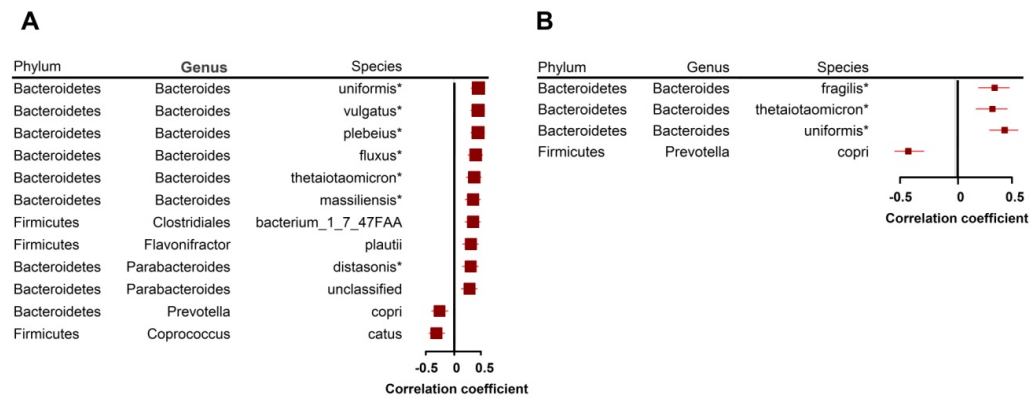 A
Phylum Genus Species
Bacteroidetes Bacteroides uniformis*
Bacteroidetes Bacteroides vulgatus*
Bacteroidetes Bacteroides plebeius*
Bacteroidetes Bacteroides fluxus*
Bacteroidetes Bacteroides thetaiotaomicron*
Bacteroidetes Bacteroides massiliensis*
Firmicutes Clostridiales bacterium_1_7_47FAA
Firmicutes Flavonifractor plautii
Bacteroidetes Parabacteroides distasonis*
Bacteroidetes Parabacteroides unclassified
Bacteroidetes Prevotella copri
Firmicutes Coprococcus catus
-0.5 0 0.5
Correlation coefficient
B
Phylum Genus Species
Bacteroidetes Bacteroides fragilis*
Bacteroidetes Bacteroides thetaiotaomicron*
Bacteroidetes Bacteroides uniformis*
Firmicutes Prevotella copri
-0.5 0 0.5
Correlation coefficient